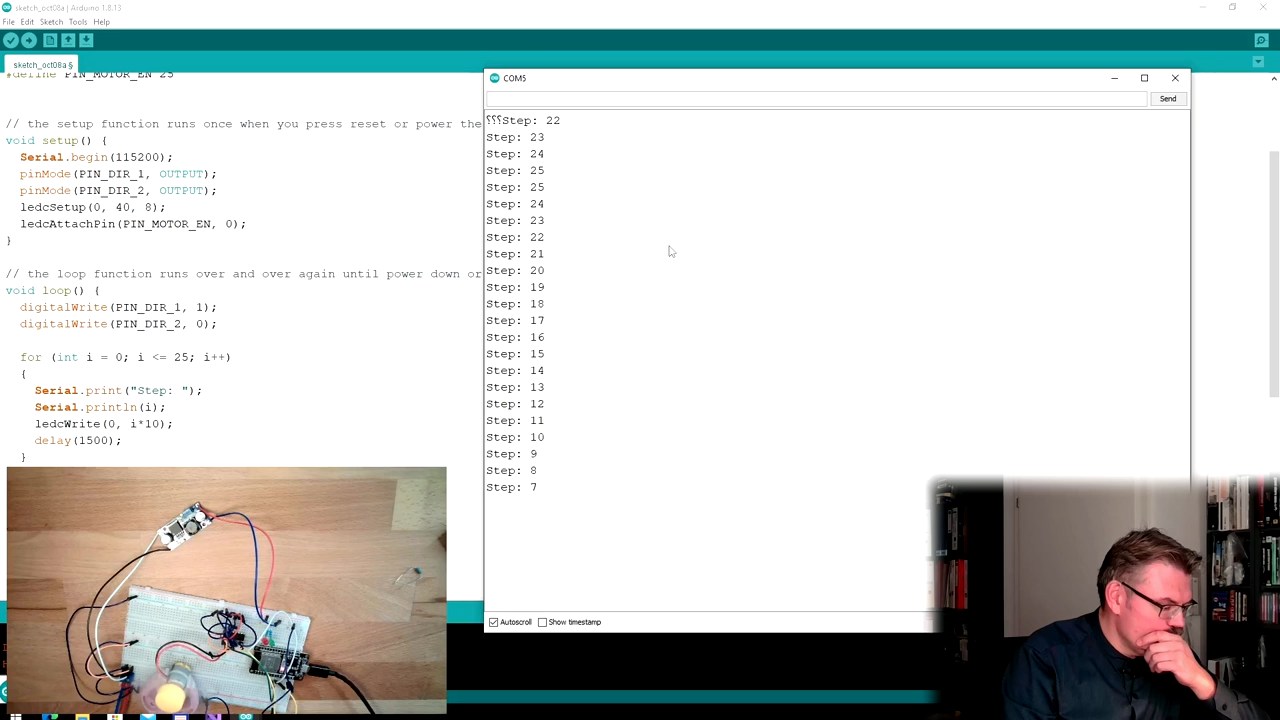 sketch_oct08a | Arduino 1.8.13
File Edit Sketch Tools Help
sketch_oct08a §
#define PIN_MOTOR_EN 25
// the setup function runs once when you press reset or power the
void setup() {
Serial.begin(115200);
pinMode(PIN_DIR_1, OUTPUT);
pinMode(PIN_DIR_2, OUTPUT);
ledcSetup(0, 40, 8);
ledcAttachPin(PIN_MOTOR_EN, 0);
}
// the loop function runs over and over again until power down or
void loop() {
digitalWrite(PIN_DIR_1, 1);
digitalWrite(PIN_DIR_2, 0);
for (int i = 0; i <= 25; i++)
{
Serial.print("Step: ");
Serial.println(i);
ledcWrite(0, i*10);
delay(1500);
}
COM5
Send
⸮⸮⸮Step: 22
Step: 23
Step: 24
Step: 25
Step: 25
Step: 24
Step: 23
Step: 22
Step: 21
Step: 20
Step: 19
Step: 18
Step: 17
Step: 16
Step: 15
Step: 14
Step: 13
Step: 12
Step: 11
Step: 10
Step: 9
Step: 8
Step: 7
Autoscroll Show timestamp